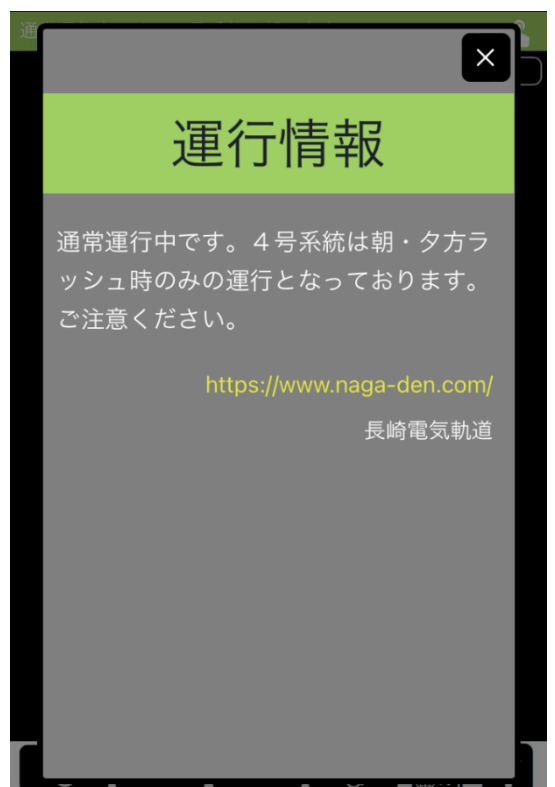 運行情報
通常運行中です。４号系統は朝・夕方ラ
ッシュ時のみの運行となっております。
ご注意ください。
https://www.naga-den.com/
長崎電気軌道